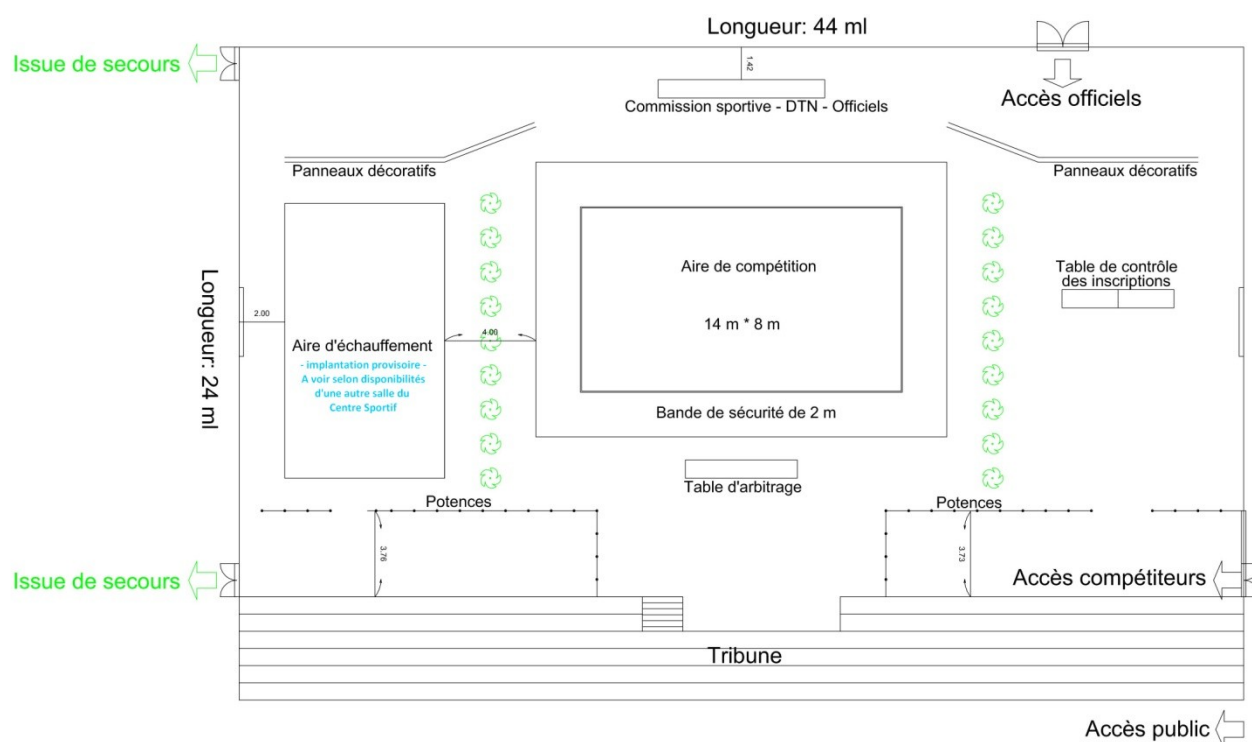 Longueur: 44 ml
Issue de secours
1.42
Accès officiels
Commission sportive - DTN - Officiels
Panneaux décoratifs
Panneaux décoratifs
Longueur: 24 ml
Aire de compétition
14 m * 8 m
Table de contrôle
des inscriptions
2.00
4.00
Aire d'échauffement
- implantation provisoire -
A voir selon disponibilités
d'une autre salle du
Centre Sportif
Bande de sécurité de 2 m
Table d'arbitrage
Potences
Potences
3.76
3.73
Issue de secours
Accès compétiteurs
Tribune
Accès public